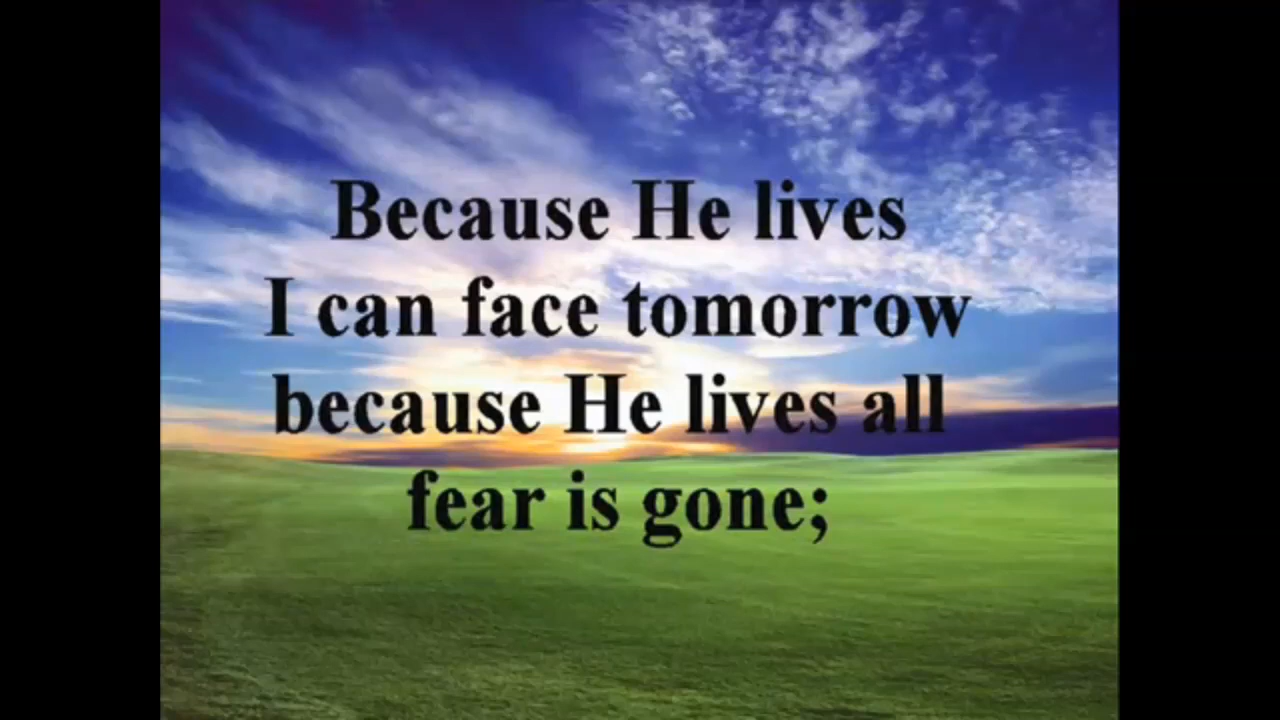 Because He lives
I can face tomorrow
because He lives all
fear is gone;